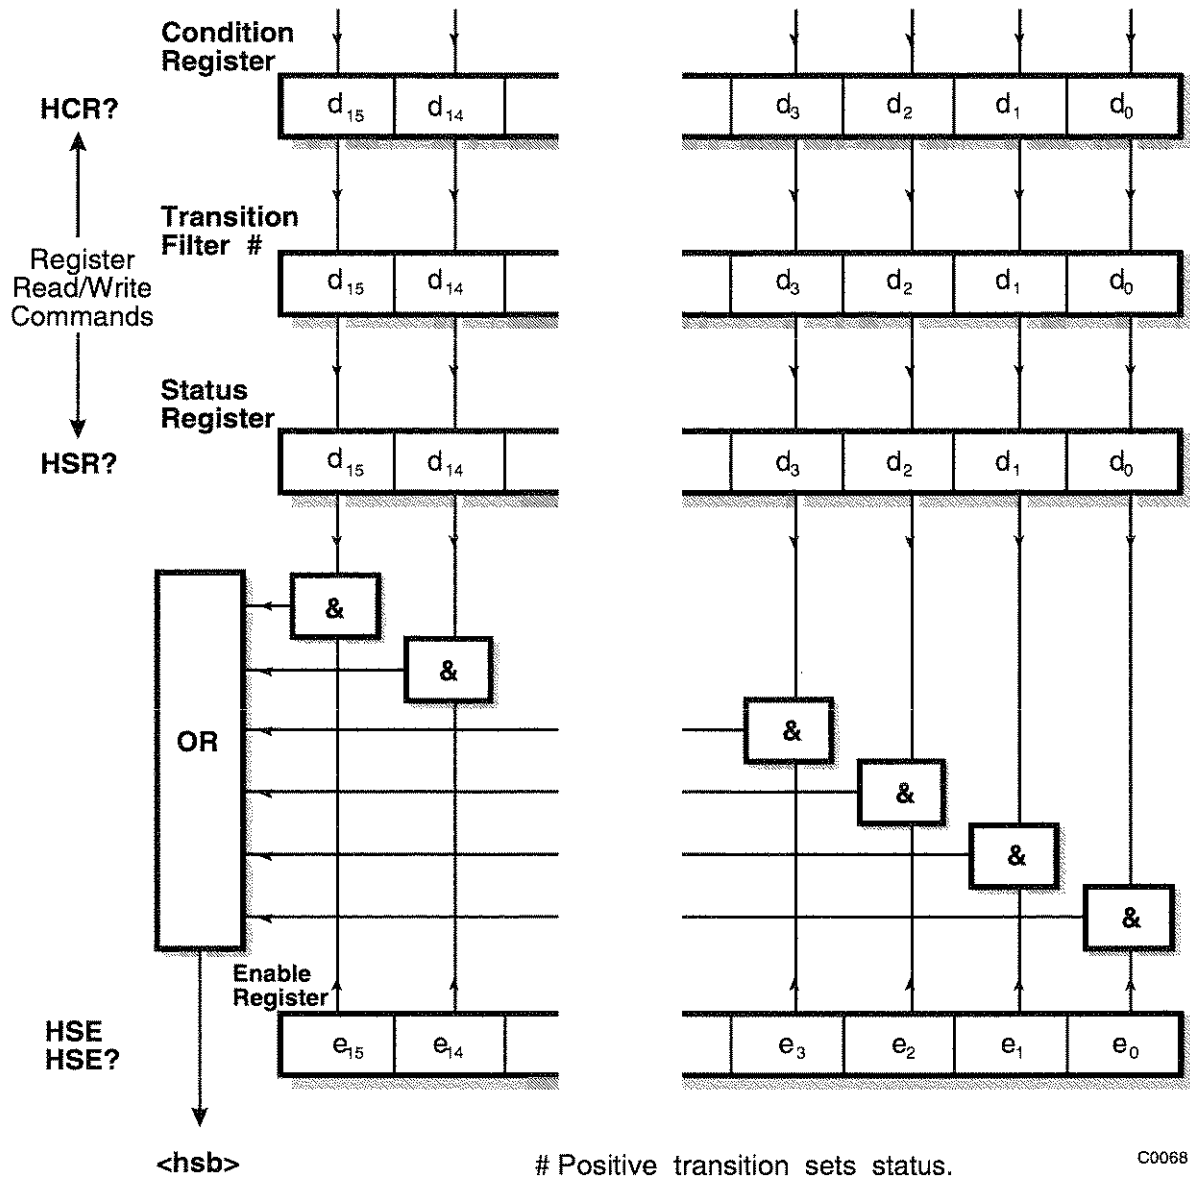 Condition
Register
HCR?
d15 d14 d3 d2 d1 d0
Transition
Filter #
Register
Read/Write
Commands
d15 d14 d3 d2 d1 d0
Status
Register
HSR?
d15 d14 d3 d2 d1 d0
&
&
OR
&
&
&
&
Enable
Register
HSE
HSE?
e15 e14 e3 e2 e1 e0
<hsb>
# Positive transition sets status.
C0068